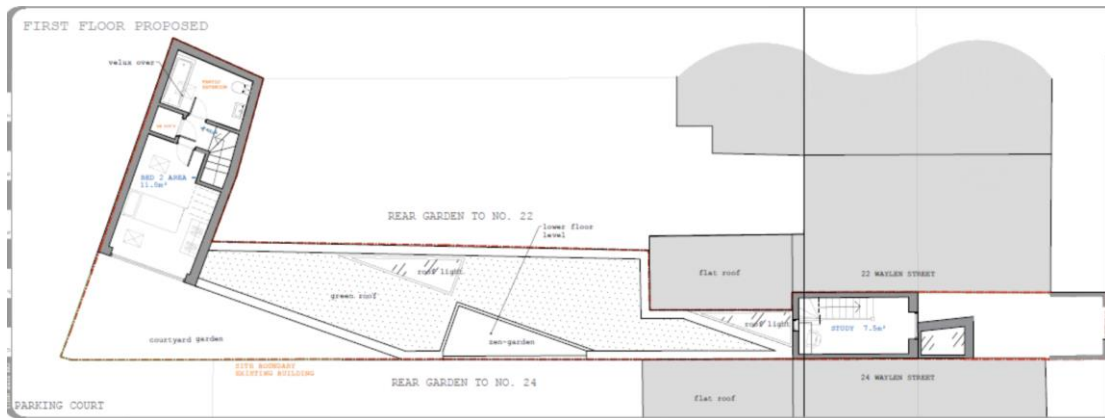 FIRST FLOOR PROPOSED
velux over
BED 2 AREA
11.5m²
REAR GARDEN TO NO. 22
lower floor
level
roof light
green roof
flat roof
22 WAYLEN STREET
roof light
STUDY 7.5m²
zen-garden
courtyard garden
SITE BOUNDARY
EXISTING BUILDING
REAR GARDEN TO NO. 24
24 WAYLEN STREET
flat roof
PARKING COURT